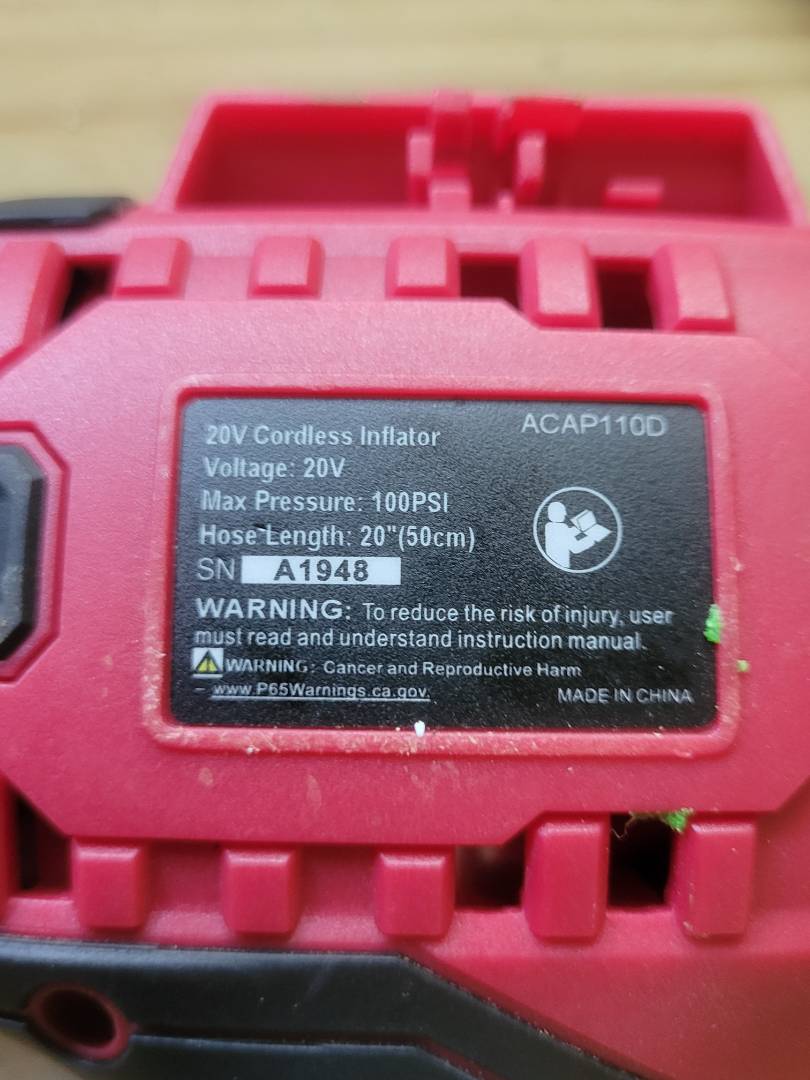 20V Cordless Inflator ACAP110D
Voltage: 20V
Max Pressure: 100PSI
Hose Length: 20"(50cm)
SN A1948
WARNING: To reduce the risk of injury, user
must read and understand instruction manual.
WARNING: Cancer and Reproductive Harm
- www.P65Warnings.ca.gov. MADE IN CHINA